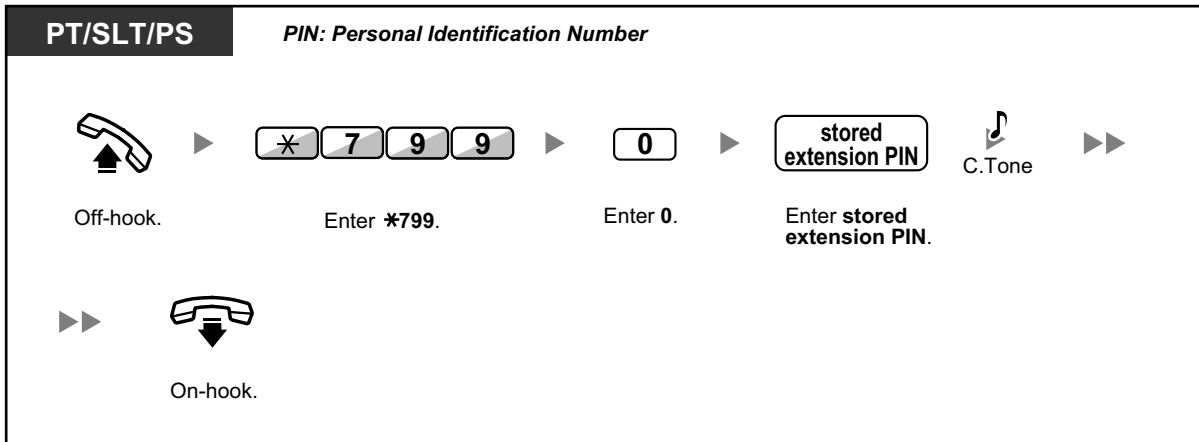 PT/SLT/PS
PIN: Personal Identification Number
* 7 9 9
0
stored
extension PIN
C.Tone
Off-hook.
Enter *799.
Enter 0.
Enter stored
extension PIN.
On-hook.